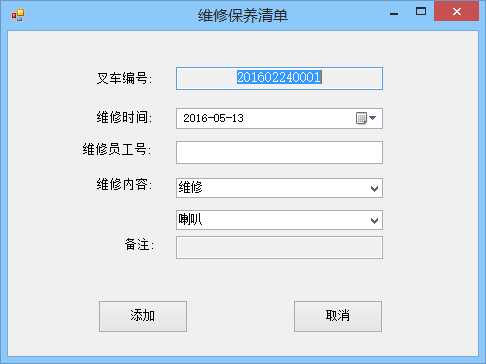 维修保养清单
叉车编号: 201602240001
维修时间: 2016-05-13
维修员工号:
维修内容: 维修
喇叭
备注:
添加 取消